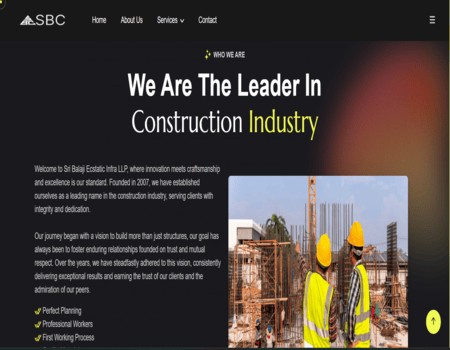 SBC
Home About Us Services Contact
WHO WE ARE
We Are The Leader In
Construction Industry
Welcome to Sri Balaji Ecstatic Infra LLP, where innovation meets craftsmanship
and excellence is our standard. Founded in 2007, we have established
ourselves as a leading name in the construction industry, serving clients with
integrity and dedication.
Our journey began with a vision to build more than just structures, our goal has
always been to foster enduring relationships founded on trust and mutual
respect. Over the years, we have steadfastly adhered to this vision, consistently
delivering exceptional results and earning the trust of our clients and the
admiration of our peers.
Perfect Planning
Professional Workers
First Working Process